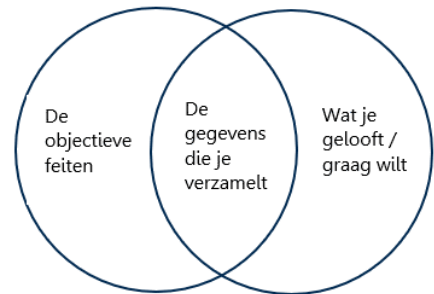 De
objectieve
feiten
De
gegevens
die je
verzamelt
Wat je
gelooft /
graag wilt